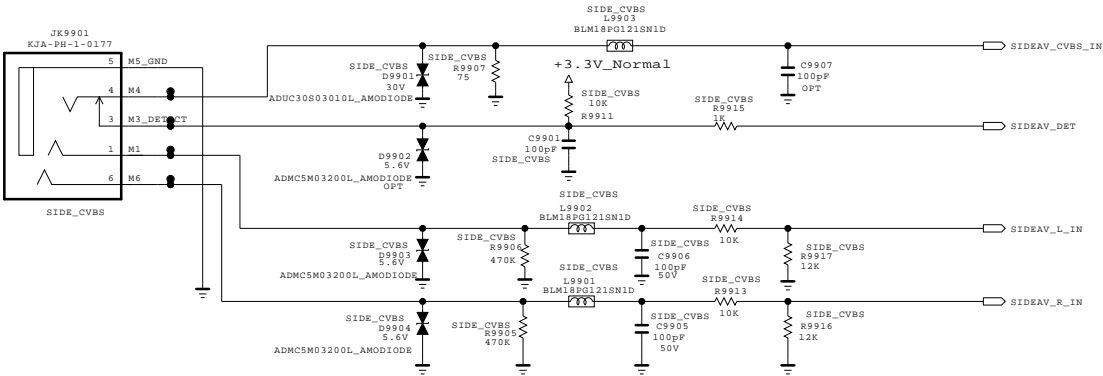 SIDE_CVBS
L9903
BLM18PG121SN1D
JK9901
KJA-PH-1-0177
SIDEAV_CVBS_IN
5 M5_GND
SIDE_CVBS
D9901
30V
ADUC30S03010L_AMODIODE
SIDE_CVBS
R9907
75
+3.3V_Normal
C9907
100pF
OPT
4 M4
SIDE_CVBS
10K
R9911
SIDE_CVBS
R9915
1K
3 M3_DETECT
SIDEAV_DET
C9901
100pF
SIDE_CVBS
1 M1
D9902
5.6V
ADMC5M03200L_AMODIODE
OPT
6 M6
SIDE_CVBS
SIDE_CVBS
L9902
BLM18PG121SN1D
SIDE_CVBS
R9914
10K
SIDEAV_L_IN
SIDE_CVBS
D9903
5.6V
ADMC5M03200L_AMODIODE
SIDE_CVBS
R9906
470K
SIDE_CVBS
C9906
100pF
50V
SIDE_CVBS
R9917
12K
SIDE_CVBS
L9901
BLM18PG121SN1D
SIDE_CVBS
R9913
10K
SIDEAV_R_IN
SIDE_CVBS
D9904
5.6V
ADMC5M03200L_AMODIODE
SIDE_CVBS
R9905
470K
SIDE_CVBS
C9905
100pF
50V
SIDE_CVBS
R9916
12K